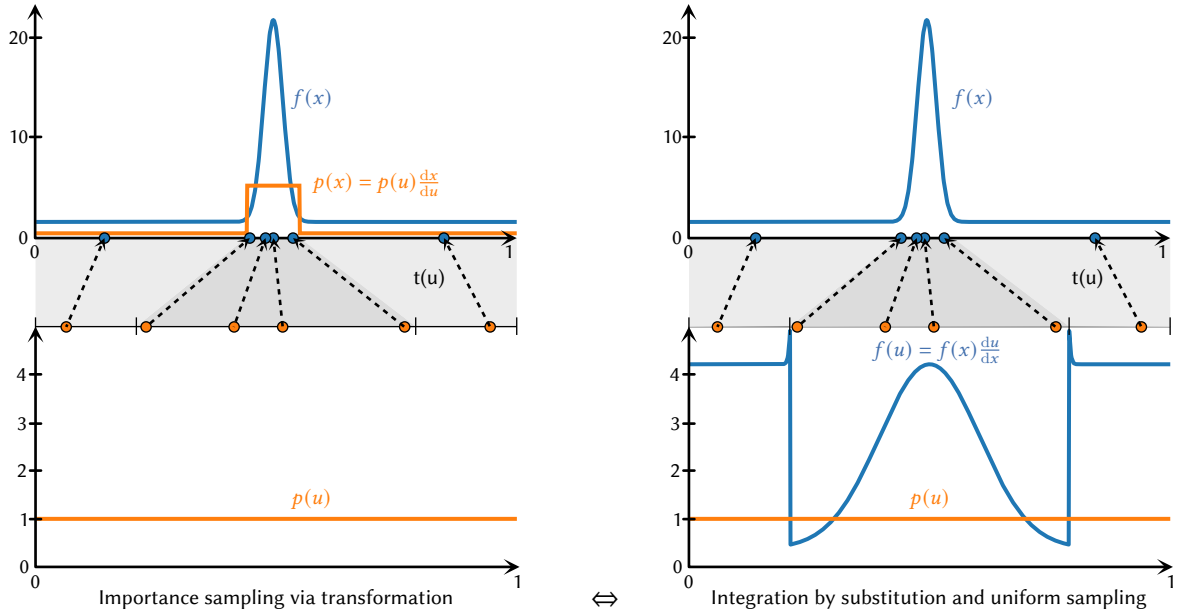 20
f(x)
10
p(x) = p(u) dx/du
0
0
1
t(u)
4
3
2
p(u)
1
0
0
1
Importance sampling via transformation
⇔
20
f(x)
10
0
0
1
t(u)
f(u) = f(x) du/dx
4
3
2
p(u)
1
0
0
1
Integration by substitution and uniform sampling